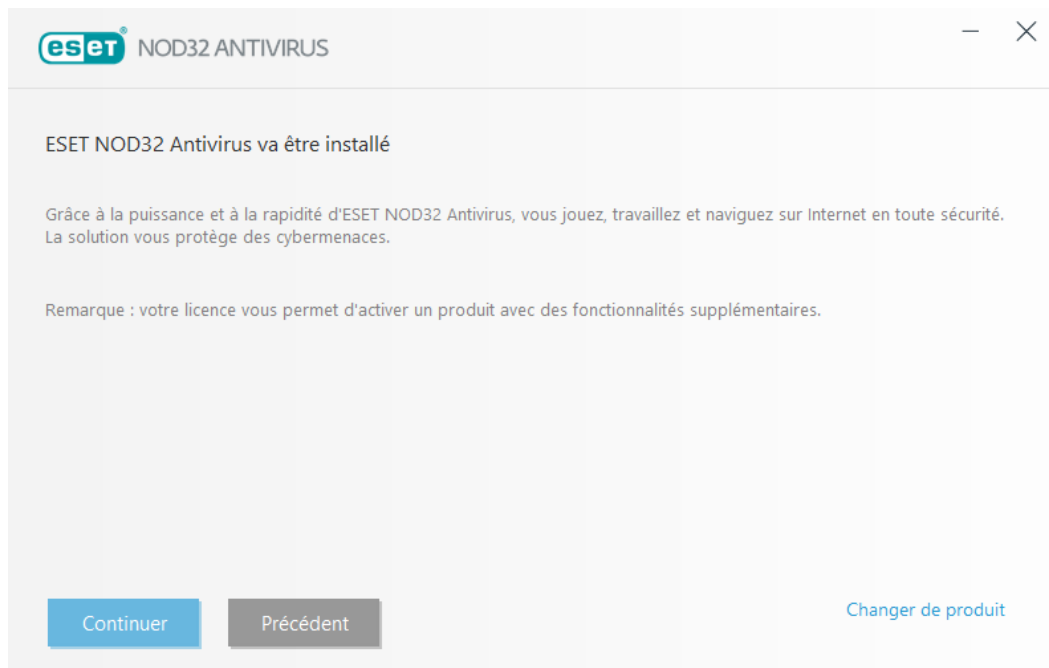 eset® NOD32 ANTIVIRUS
ESET NOD32 Antivirus va être installé
Grâce à la puissance et à la rapidité d'ESET NOD32 Antivirus, vous jouez, travaillez et naviguez sur Internet en toute sécurité.
La solution vous protège des cybermenaces.
Remarque : votre licence vous permet d'activer un produit avec des fonctionnalités supplémentaires.
Continuer
Précédent
Changer de produit